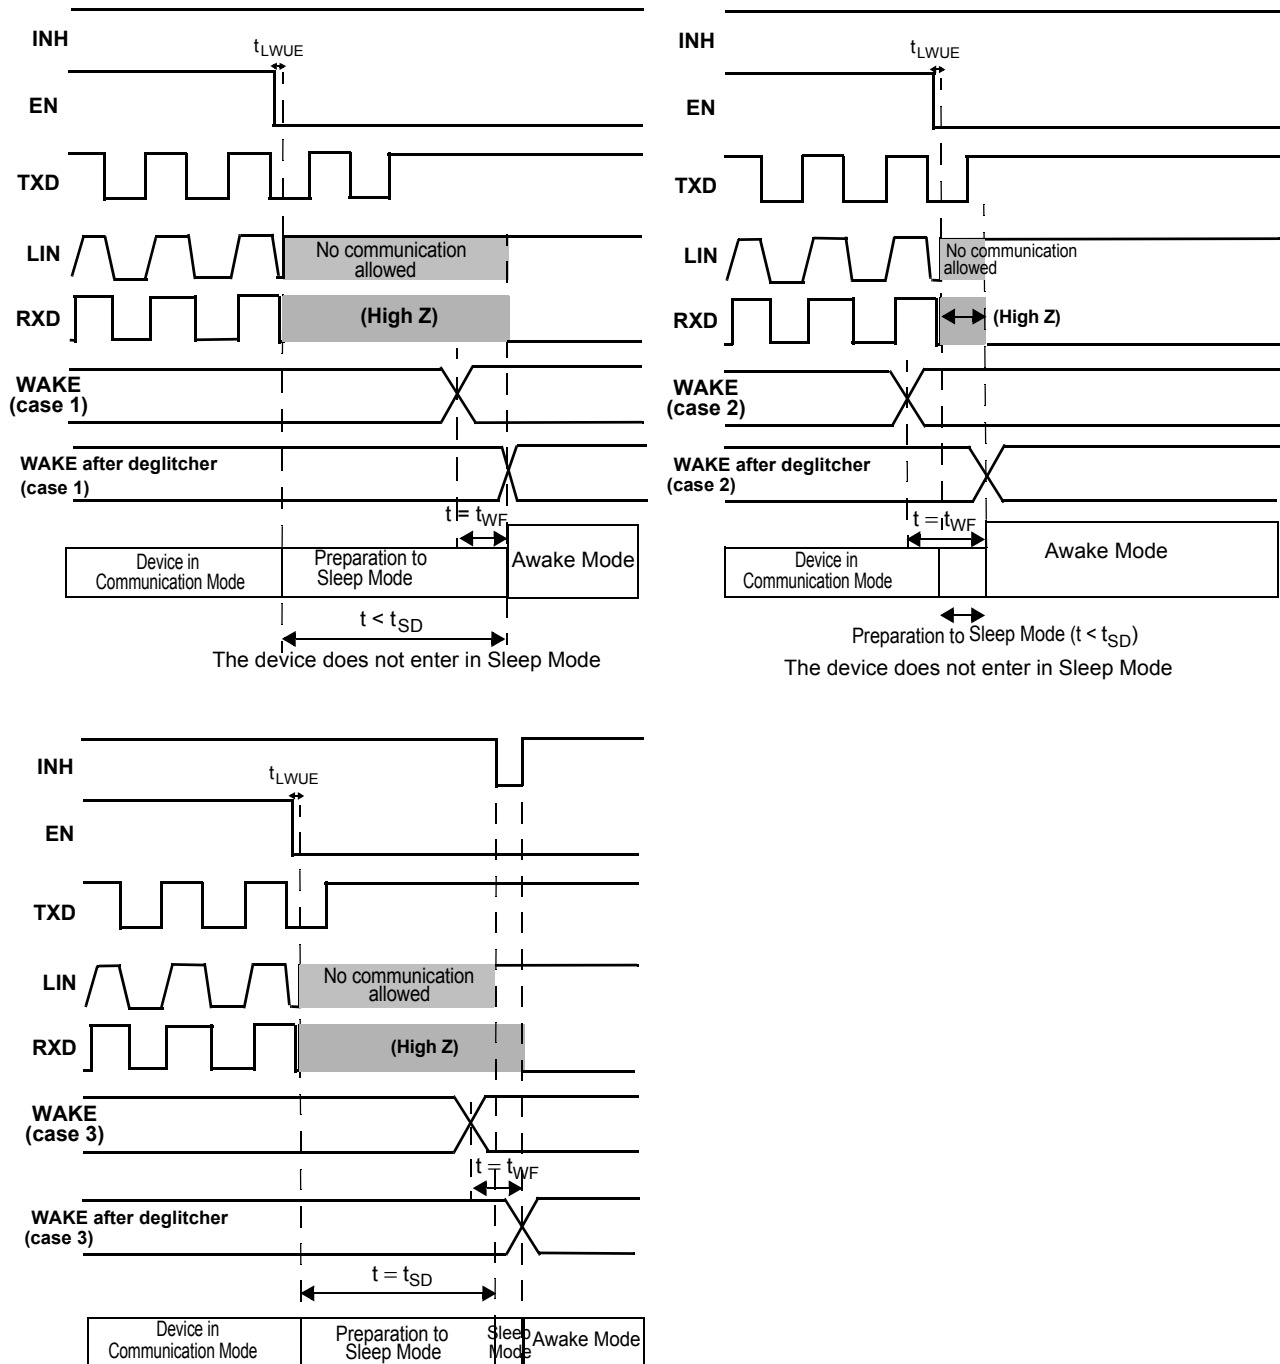 INH
tLWUE
EN
TXD
LIN
No communication
allowed
RXD
(High Z)
WAKE
(case 1)
WAKE after deglitcher
(case 1)
t = tWF
Device in
Communication Mode
Preparation to
Sleep Mode
Awake Mode
t < tSD
The device does not enter in Sleep Mode
INH
tLWUE
EN
TXD
LIN
No communication
allowed
RXD
(High Z)
WAKE
(case 2)
WAKE after deglitcher
(case 2)
t = tWF
Device in
Communication Mode
Awake Mode
Preparation to Sleep Mode (t < tSD)
The device does not enter in Sleep Mode
INH
tLWUE
EN
TXD
LIN
No communication
allowed
RXD
(High Z)
WAKE
(case 3)
t = tWF
WAKE after deglitcher
(case 3)
t = tSD
Device in
Communication Mode
Preparation to
Sleep Mode
Sleep
Mode
Awake Mode